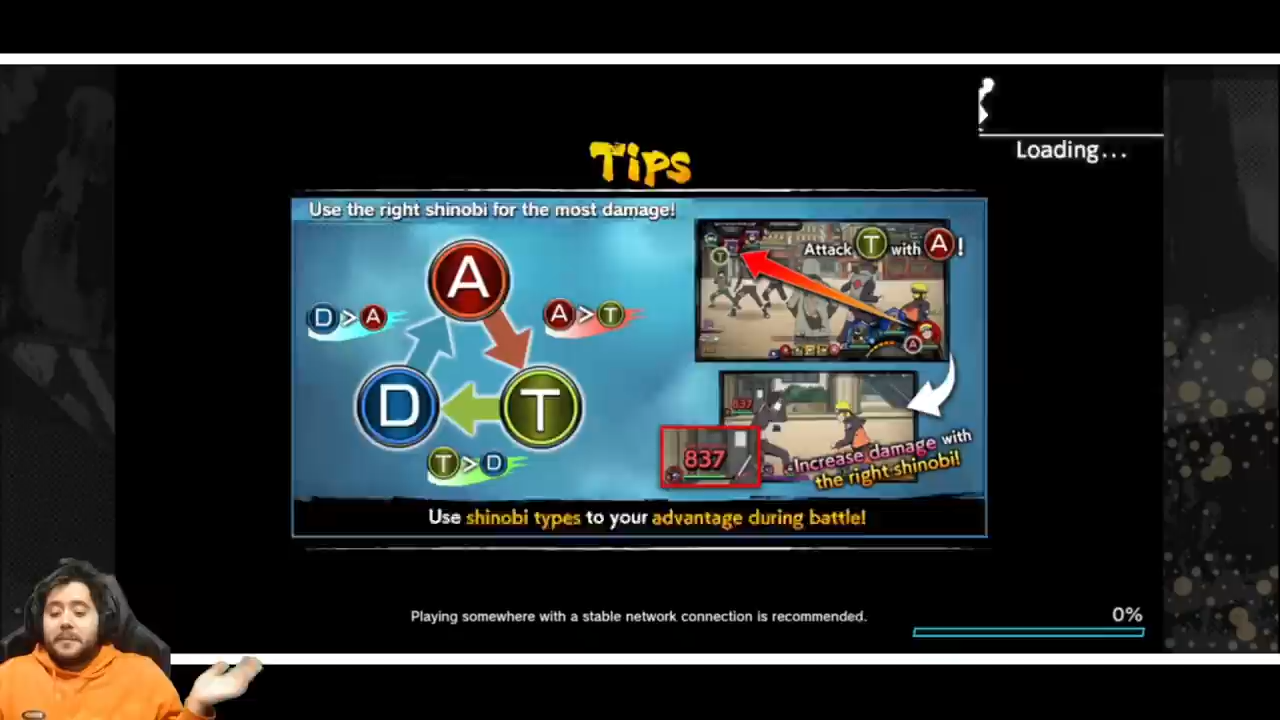 Loading...
Tips
Use the right shinobi for the most damage!
A
D > A
A > T
D
T
T > D
T
Attack T with A!
A
837
837
Increase damage with
the right shinobi!
Use shinobi types to your advantage during battle!
Playing somewhere with a stable network connection is recommended.
0%